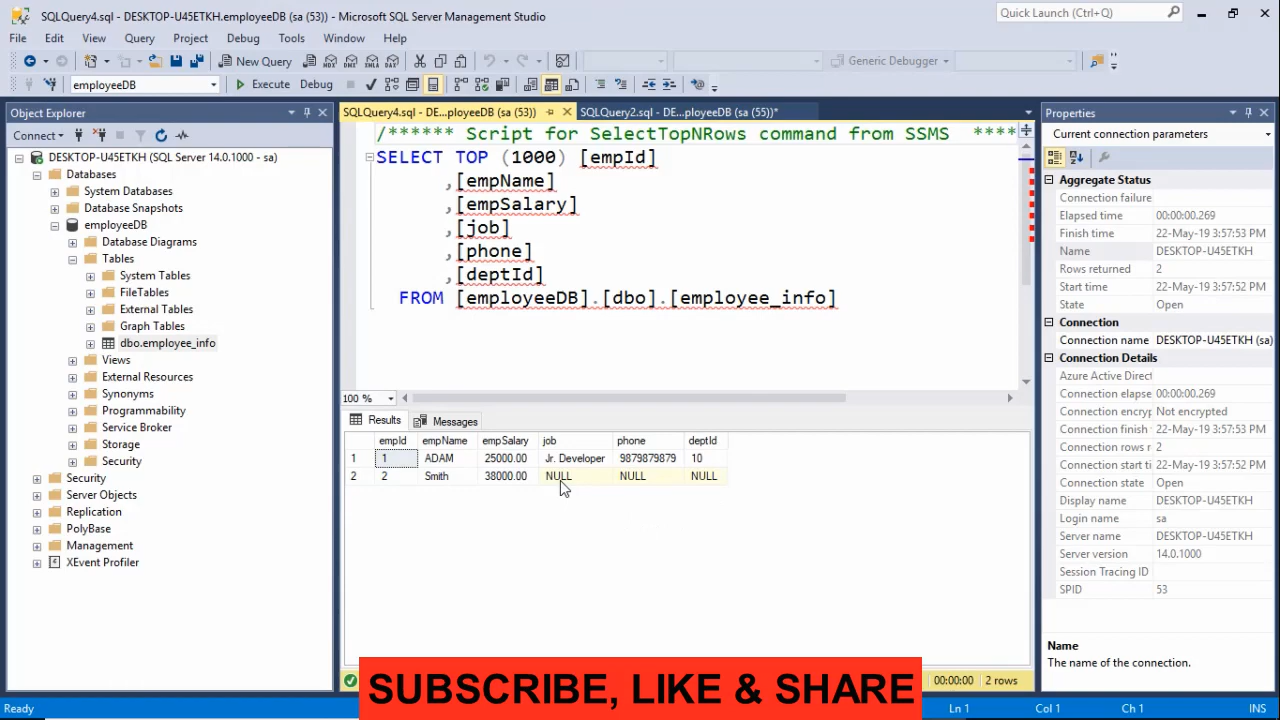 SQLQuery4.sql - DESKTOP-U45ETKH.employeeDB (sa (53)) - Microsoft SQL Server Management Studio
Quick Launch (Ctrl+Q)
File Edit View Query Project Debug Tools Window Help
New Query
Generic Debugger
employeeDB
Execute Debug
Object Explorer
Connect
DESKTOP-U45ETKH (SQL Server 14.0.1000 - sa)
Databases
System Databases
Database Snapshots
employeeDB
Database Diagrams
Tables
System Tables
FileTables
External Tables
Graph Tables
dbo.employee_info
Views
External Resources
Synonyms
Programmability
Service Broker
Storage
Security
Security
Server Objects
Replication
PolyBase
Management
XEvent Profiler
SQLQuery4.sql - DE...ployeeDB (sa (53))
SQLQuery2.sql - DE...ployeeDB (sa (55))*
/****** Script for SelectTopNRows command from SSMS ****
SELECT TOP (1000) [empId]
,[empName]
,[empSalary]
,[job]
,[phone]
,[deptId]
FROM [employeeDB].[dbo].[employee_info]
100 %
Results Messages
empId empName empSalary job phone deptId
1 1 ADAM 25000.00 Jr. Developer 9879879879 10
2 2 Smith 38000.00 NULL NULL NULL
00:00:00 2 rows
Properties
Current connection parameters
Aggregate Status
Connection failure
Elapsed time 00:00:00.269
Finish time 22-May-19 3:57:53 PM
Name DESKTOP-U45ETKH
Rows returned 2
Start time 22-May-19 3:57:52 PM
State Open
Connection
Connection name DESKTOP-U45ETKH (sa)
Connection Details
Azure Active Direct
Connection elapse 00:00:00.269
Connection encryp Not encrypted
Connection finish 22-May-19 3:57:53 PM
Connection rows r 2
Connection start ti 22-May-19 3:57:52 PM
Connection state Open
Display name DESKTOP-U45ETKH
Login name sa
Server name DESKTOP-U45ETKH
Server version 14.0.1000
Session Tracing ID
SPID 53
Name
The name of the connection.
SUBSCRIBE, LIKE & SHARE
Ready Ln 1 Col 1 Ch 1 INS